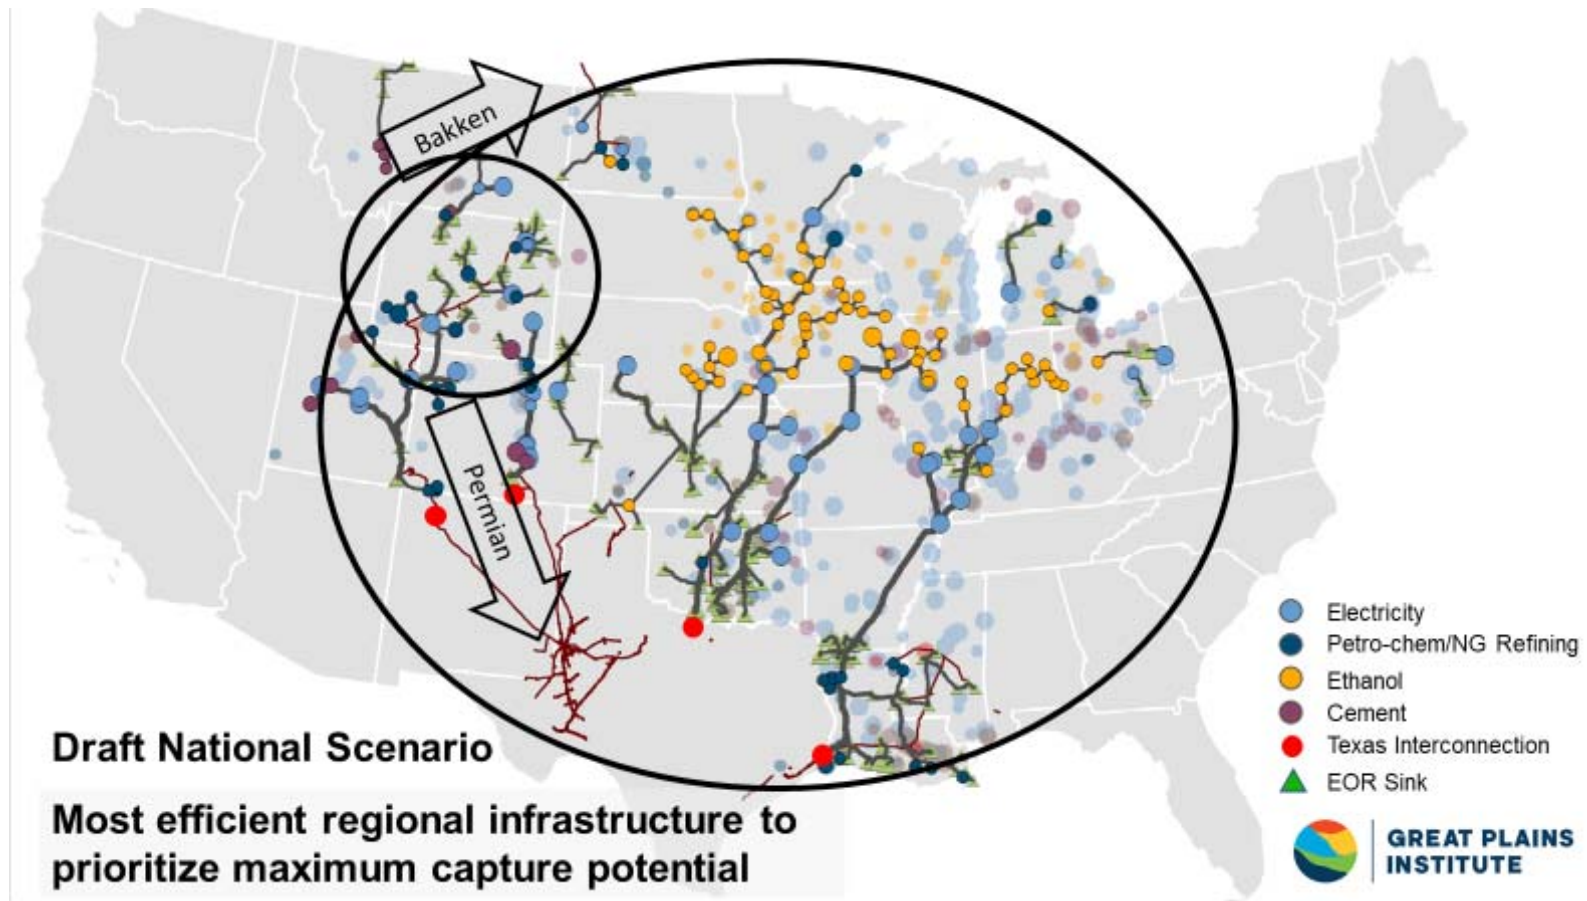 Bakken
Permian
Electricity
Petro-chem/NG Refining
Ethanol
Cement
Texas Interconnection
EOR Sink
Draft National Scenario
Most efficient regional infrastructure to
prioritize maximum capture potential
GREAT PLAINS
INSTITUTE